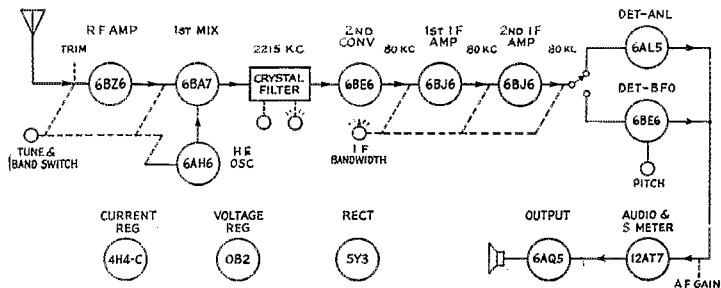 RF AMP
1ST MIX
2215 KC
2ND CONV
80 KC
1ST IF AMP
80 KC
2ND IF AMP
80 KC
DET-ANL
TRIM
6BZ6
6BA7
CRYSTAL FILTER
6BE6
6BJ6
6BJ6
6AL5
DET-BFO
6BE6
TUNE & BAND SWITCH
6AH6
HF OSC
IF BANDWIDTH
PITCH
CURRENT REG
VOLTAGE REG
RECT
OUTPUT
AUDIO & S METER
4H4-C
OB2
5Y3
6AQ5
12AT7
AF GAIN